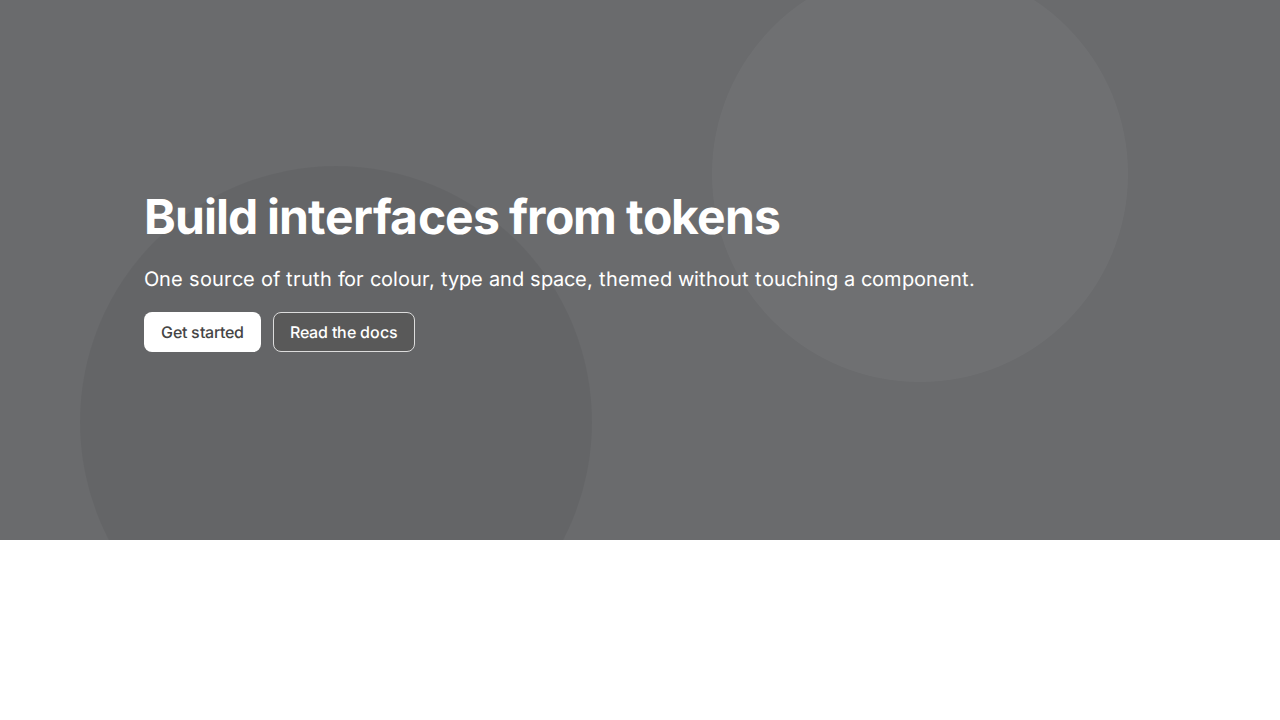 Build interfaces from tokens
One source of truth for colour, type and space, themed without touching a component.
Get started
Read the docs